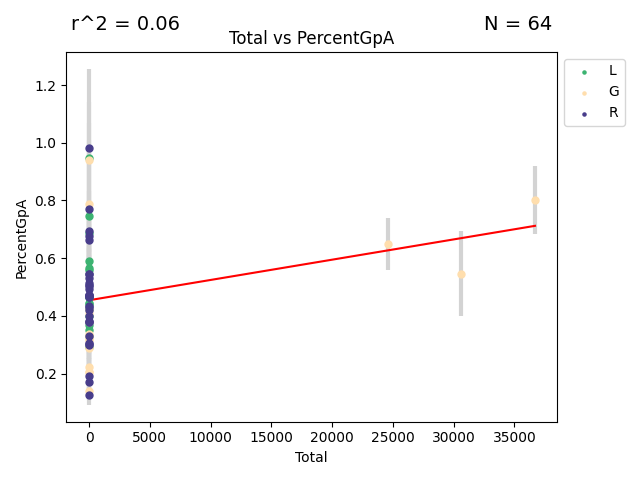 r^2 = 0.06
N = 64
Total vs PercentGpA
L
G
R
1.2
1.0
0.8
0.6
0.4
0.2
PercentGpA
0 5000 10000 15000 20000 25000 30000 35000
Total